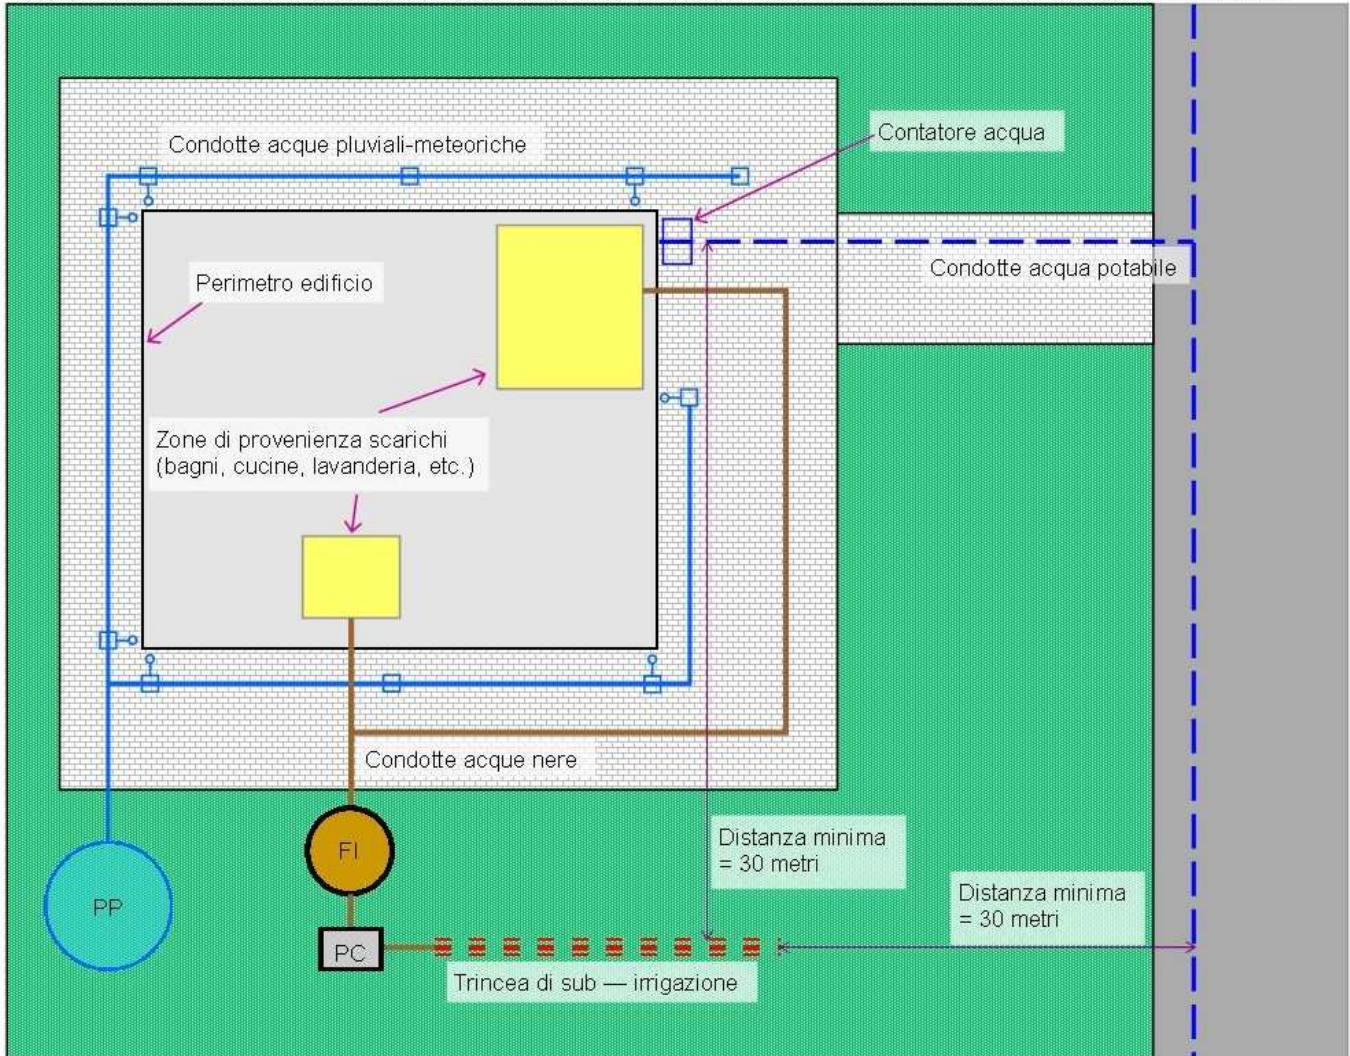 Condotte acque pluviali-meteoriche
Contatore acqua
Condotte acqua potabile
Perimetro edificio
Zone di provenienza scarichi
(bagni, cucine, lavanderia, etc.)
Condotte acque nere
Distanza minima
= 30 metri
FI
Distanza minima
= 30 metri
PP
PC
Trincea di sub — irrigazione